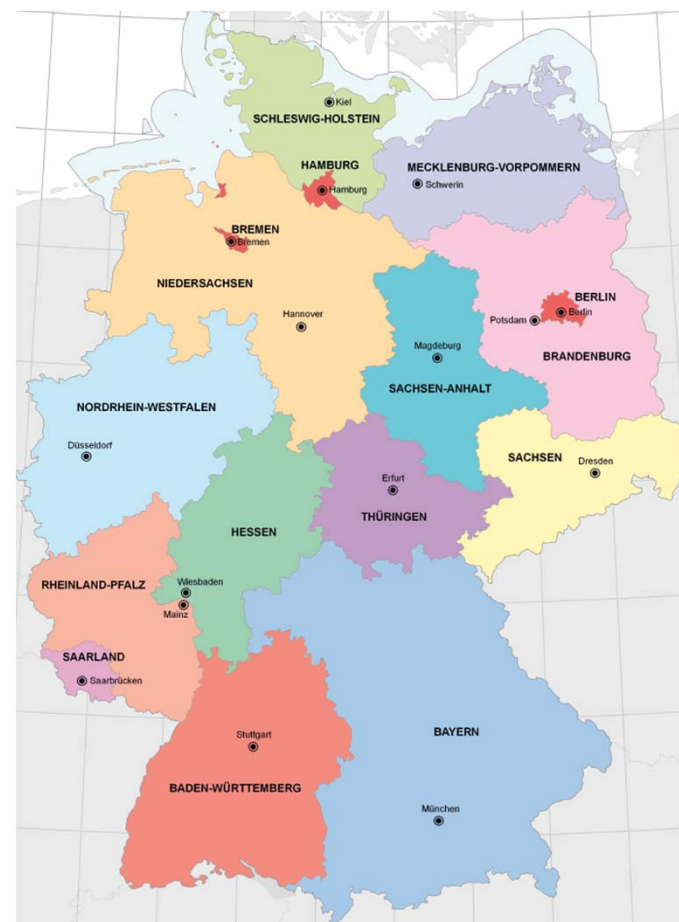 Kiel
SCHLESWIG-HOLSTEIN
HAMBURG
Hamburg
MECKLENBURG-VORPOMMERN
Schwerin
BREMEN
Bremen
NIEDERSACHSEN
Hannover
BERLIN
Berlin
Potsdam
BRANDENBURG
Magdeburg
SACHSEN-ANHALT
NORDRHEIN-WESTFALEN
Düsseldorf
SACHSEN
Dresden
Erfurt
THÜRINGEN
HESSEN
RHEINLAND-PFALZ
Wiesbaden
Mainz
SAARLAND
Saarbrücken
Stuttgart
BADEN-WÜRTTEMBERG
BAYERN
München